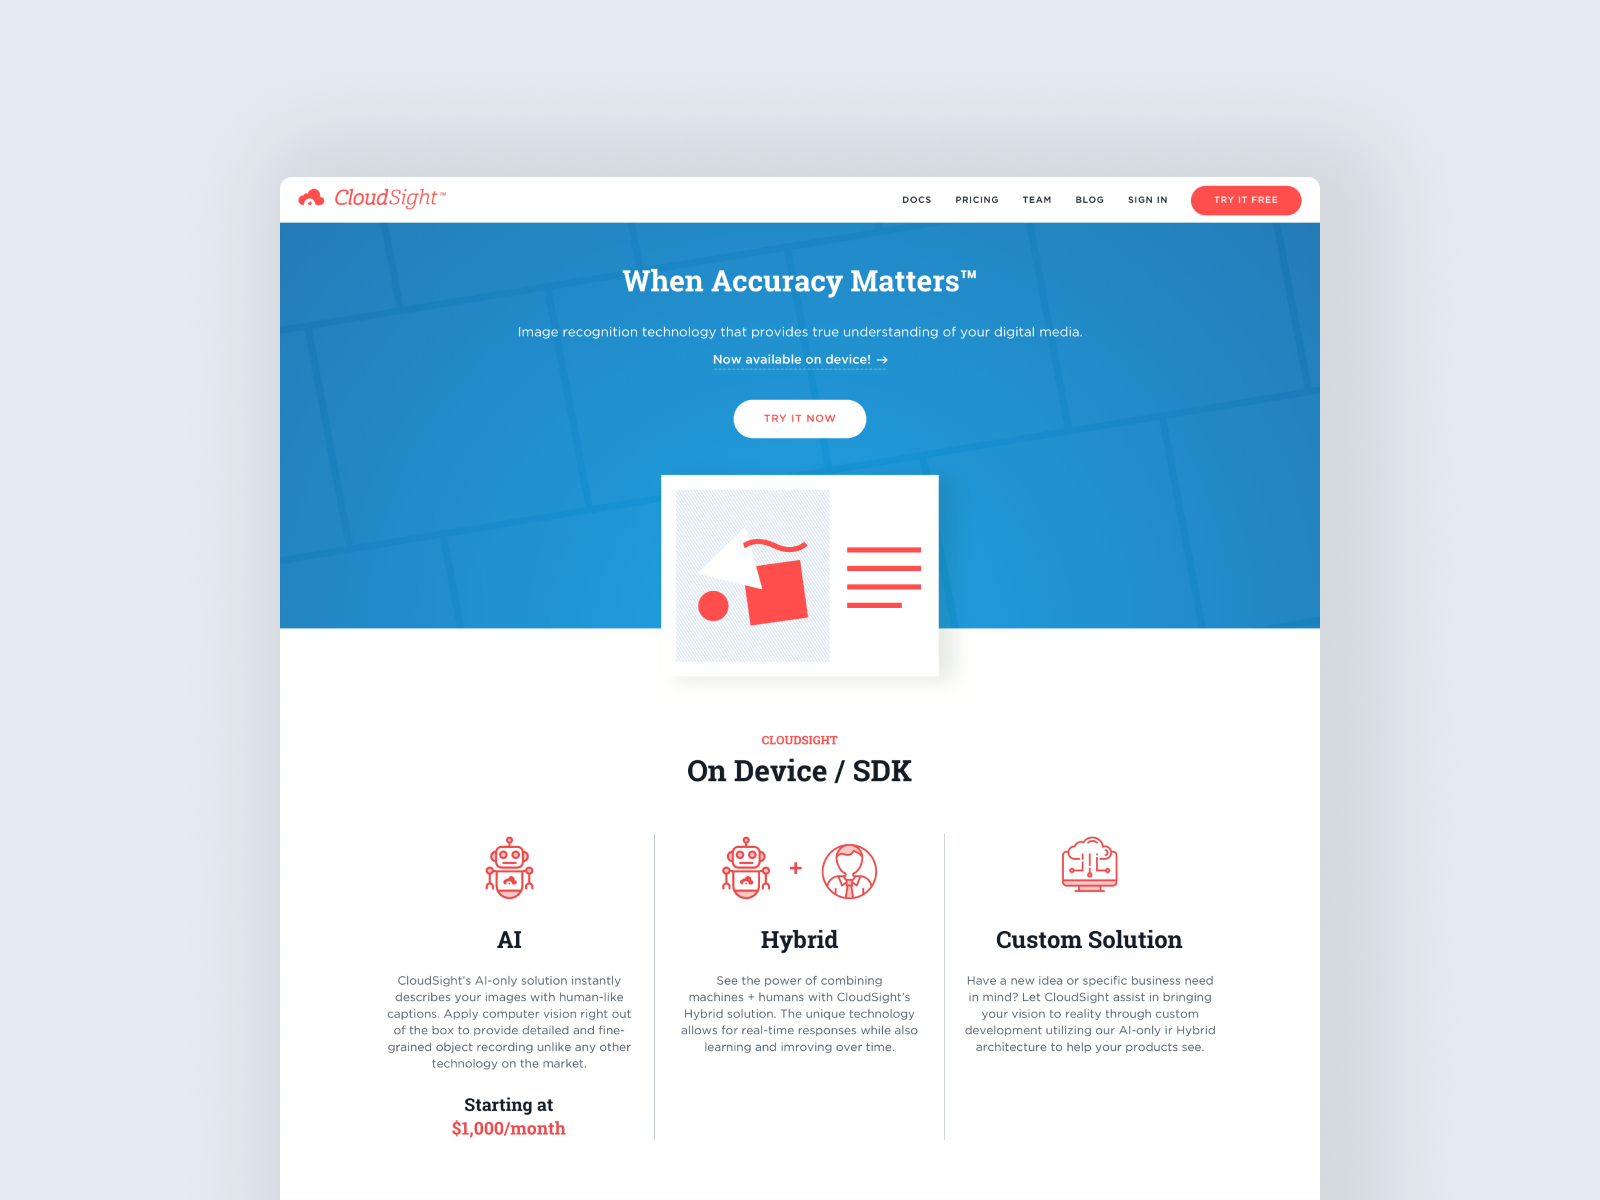 CloudSight™
DOCS PRICING TEAM BLOG SIGN IN TRY IT FREE
When Accuracy Matters™
Image recognition technology that provides true understanding of your digital media.
Now available on device! →
TRY IT NOW
CLOUDSIGHT
On Device / SDK
+
AI
CloudSight's AI-only solution instantly
describes your images with human-like
captions. Apply computer vision right out
of the box to provide detailed and fine-
grained object recording unlike any other
technology on the market.
Starting at
$1,000/month
Hybrid
See the power of combining
machines + humans with CloudSight's
Hybrid solution. The unique technology
allows for real-time responses while also
learning and imroving over time.
Custom Solution
Have a new idea or specific business need
in mind? Let CloudSight assist in bringing
your vision to reality through custom
development utilizing our AI-only ir Hybrid
architecture to help your products see.